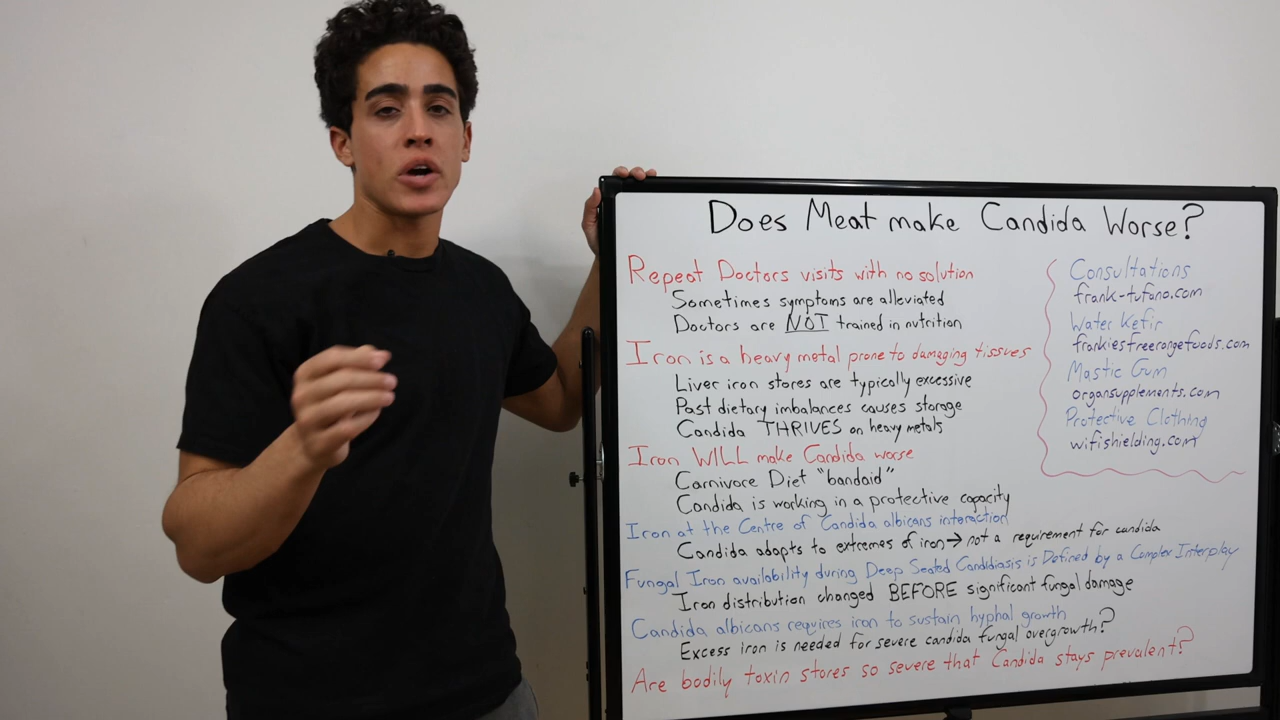 Does Meat make Candida Worse?
Repeat Doctors visits with no solution
Sometimes symptoms are alleviated
Doctors are NOT trained in nutrition
Iron is a heavy metal prone to damaging tissues
Liver iron stores are typically excessive
Past dietary imbalances causes storage
Candida THRIVES on heavy metals
Iron WILL make Candida worse
Carnivore Diet "bandaid"
Candida is working in a protective capacity
Iron at the Centre of Candida albicans interaction
Candida adapts to extremes of iron → not a requirement for candida
Fungal Iron availability during Deep Seated Candidiasis is Defined by a Complex Interplay
Iron distribution changed BEFORE significant fungal damage
Candida albicans requires iron to sustain hyphal growth
Excess iron is needed for severe candida fungal overgrowth?
Are bodily toxin stores so severe that Candida stays prevalent?
Consultations
frank-tufano.com
Water Kefir
frankiesfreerangefoods.com
Mastic Gum
organsupplements.com
Protective Clothing
wifishielding.com